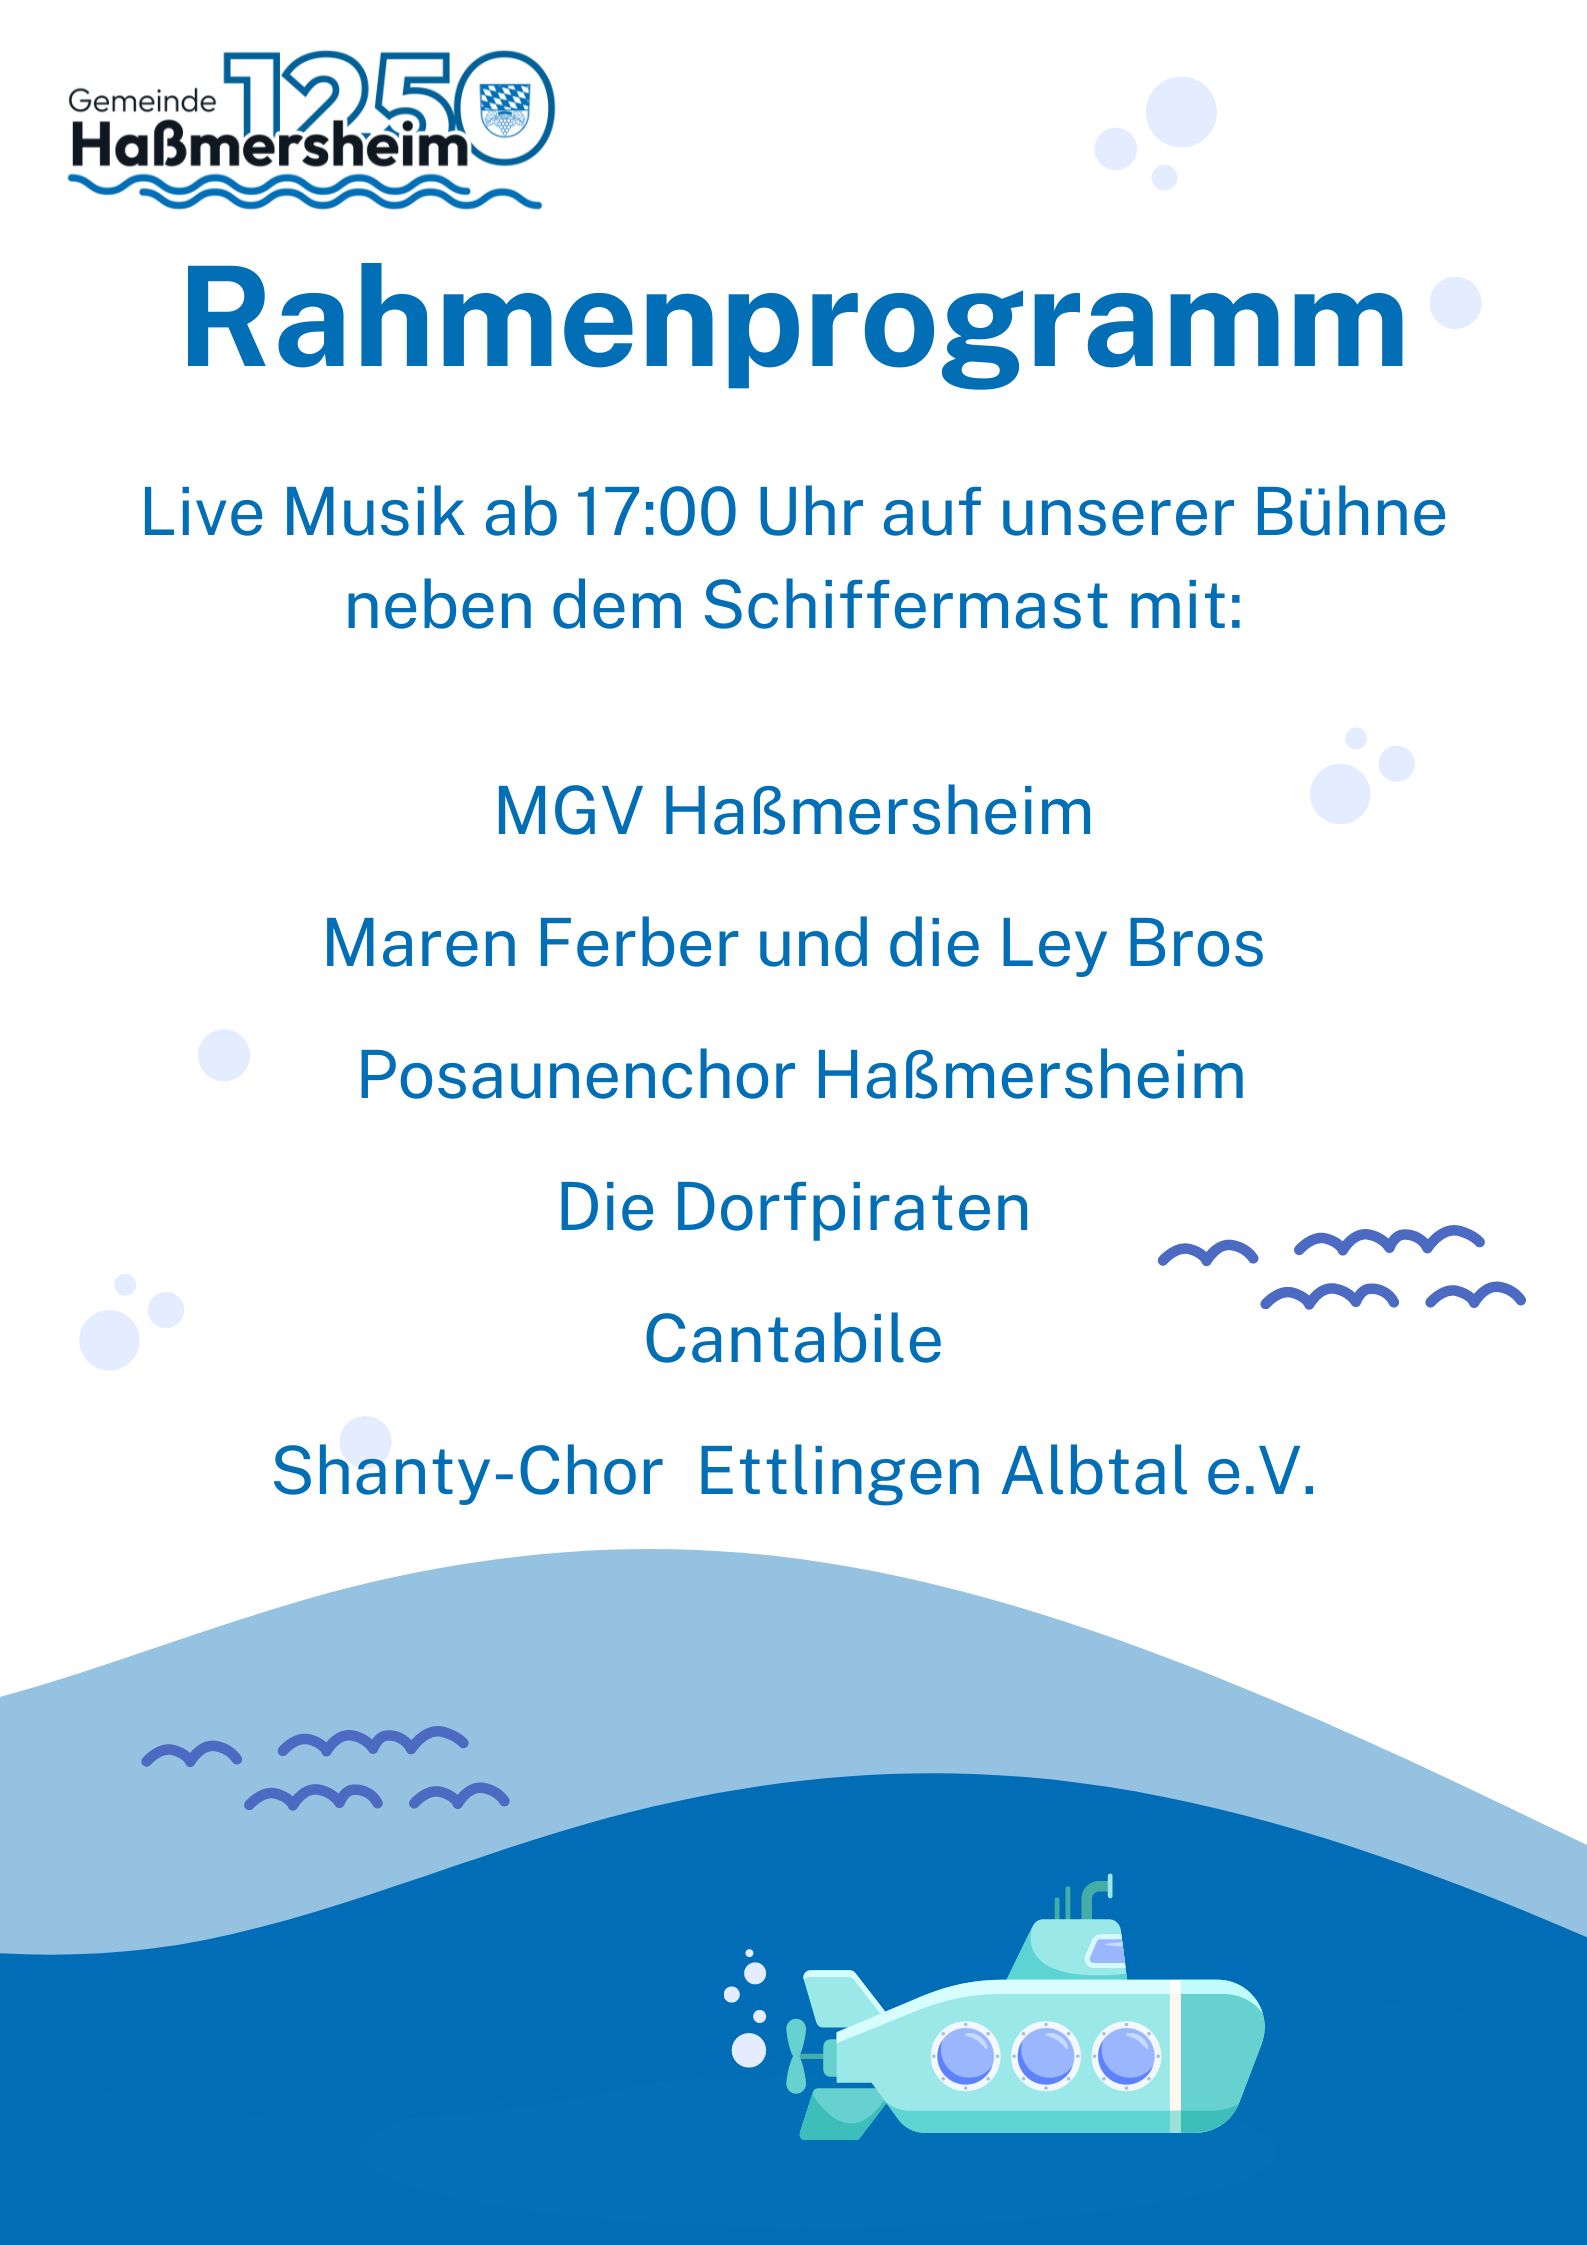 Gemeinde 1250
Haßmersheim
Rahmenprogramm
Live Musik ab 17:00 Uhr auf unserer Bühne
neben dem Schiffermast mit:
MGV Haßmersheim
Maren Ferber und die Ley Bros
Posaunenchor Haßmersheim
Die Dorfpiraten
Cantabile
Shanty-Chor  Ettlingen Albtal e.V.